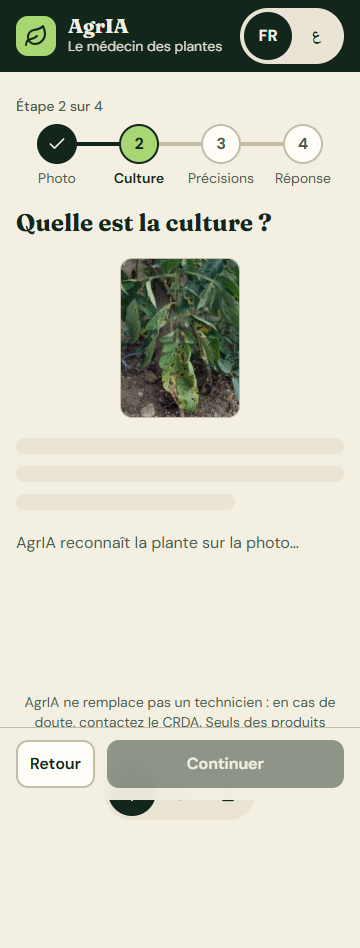 AgrIA
Le médecin des plantes
FR
ع
Étape 2 sur 4
2
3
4
Photo
Culture
Précisions
Réponse
Quelle est la culture ?
AgrIA reconnaît la plante sur la photo...
AgrIA ne remplace pas un technicien : en cas de
doute, contactez le CRDA. Seuls des produits
Retour
Continuer